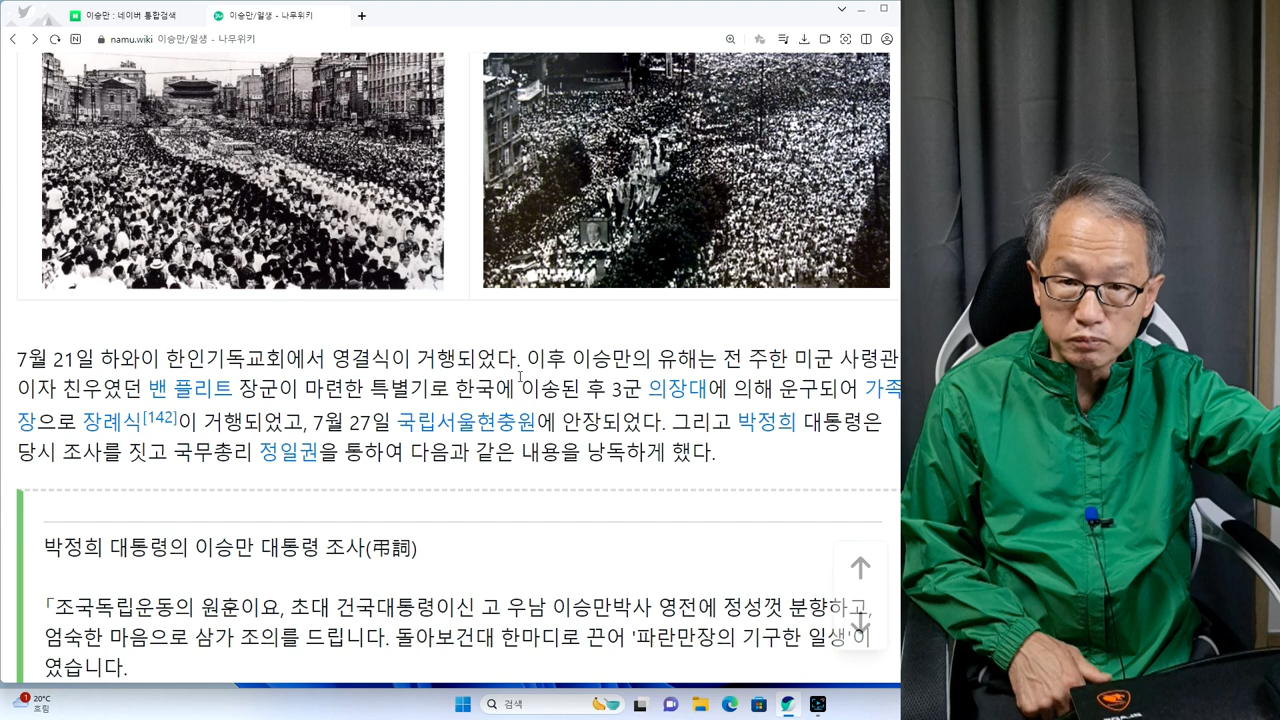 이승만 : 네이버 통합검색
이승만/일생 - 나무위키
namu.wiki 이승만/일생 - 나무위키
7월 21일 하와이 한인기독교회에서 영결식이 거행되었다. 이후 이승만의 유해는 전 주한 미군 사령관
이자 친우였던 밴 플리트 장군이 마련한 특별기로 한국에 이송된 후 3군 의장대에 의해 운구되어 가족
장으로 장례식[142]이 거행되었고, 7월 27일 국립서울현충원에 안장되었다. 그리고 박정희 대통령은
당시 조사를 짓고 국무총리 정일권을 통하여 다음과 같은 내용을 낭독하게 했다.
박정희 대통령의 이승만 대통령 조사(弔詞)
「조국독립운동의 원훈이요, 초대 건국대통령이신 고 우남 이승만박사 영전에 정성껏 분향하고,
엄숙한 마음으로 삼가 조의를 드립니다. 돌아보건대 한마디로 끊어 '파란만장의 기구한 일생'이
였습니다.
1
20°C
흐림
검색